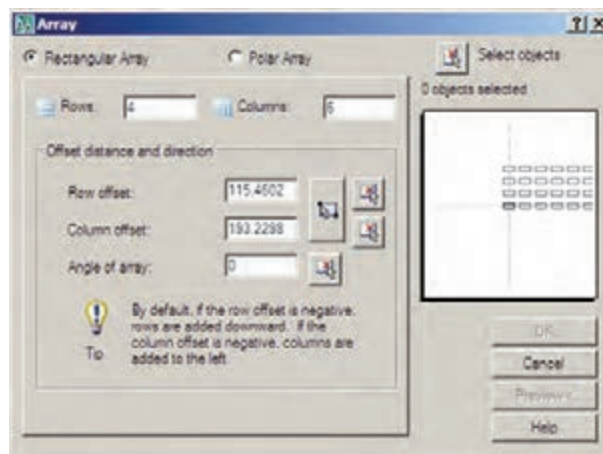 Array
Rectangular Array
Polar Array
Select objects
0 objects selected
Rows:
4
Columns:
6
Offset distance and direction
Row offset:
115.4602
Column offset:
193.2298
Angle of array:
0
By default, if the row offset is negative,
rows are added downward. If the
column offset is negative, columns are
added to the left.
Tip
OK
Cancel
Preview <
Help